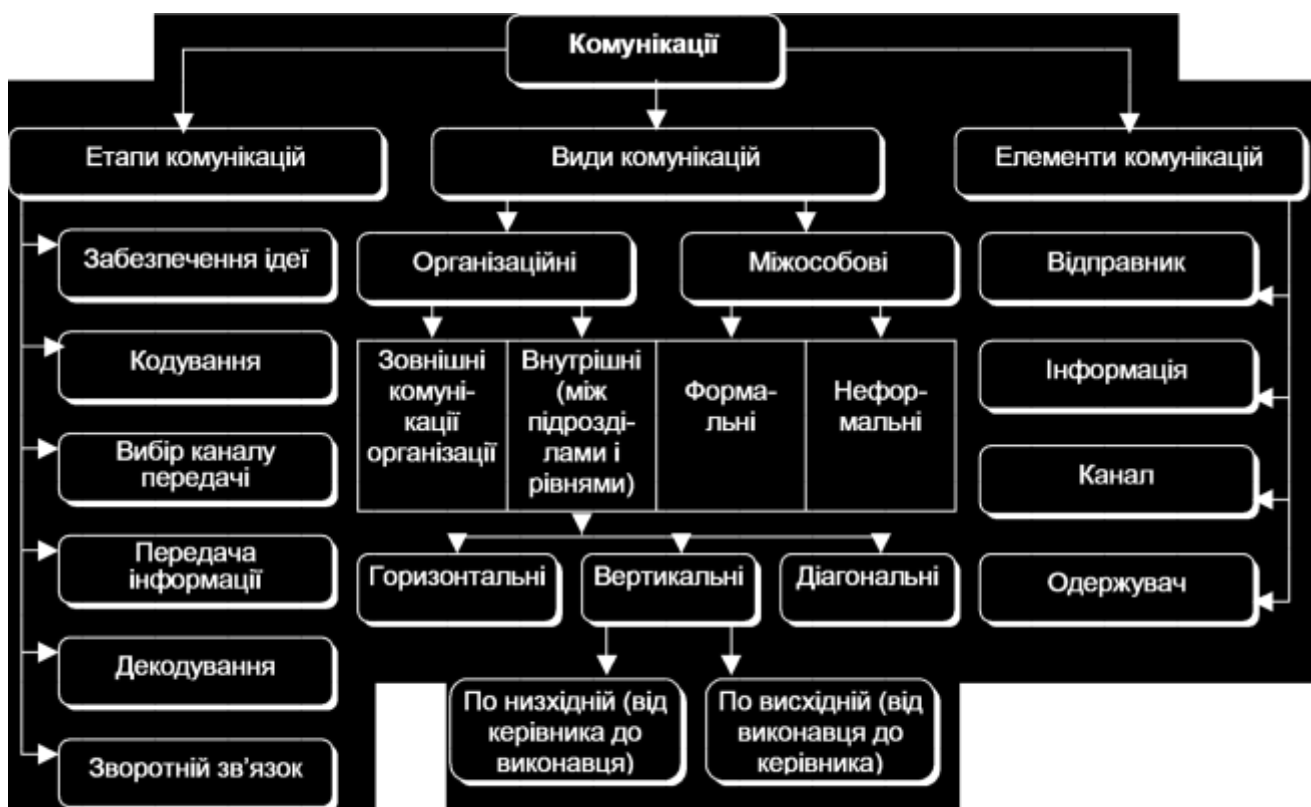 Комунікації
Етапи комунікацій
Види комунікацій
Елементи комунікацій
Забезпечення ідеї
Кодування
Вибір каналу
передачі
Передача
інформації
Декодування
Зворотній зв’язок
Організаційні
Міжособові
Зовнішні
комуні-
кації
організації
Внутрішні
(між
підрозді-
лами і
рівнями)
Форма-
льні
Нефор-
мальні
Горизонтальні
Вертикальні
Діагональні
По низхідній (від
керівника до
виконавця)
По висхідній (від
виконавця до
керівника)
Відправник
Інформація
Канал
Одержувач